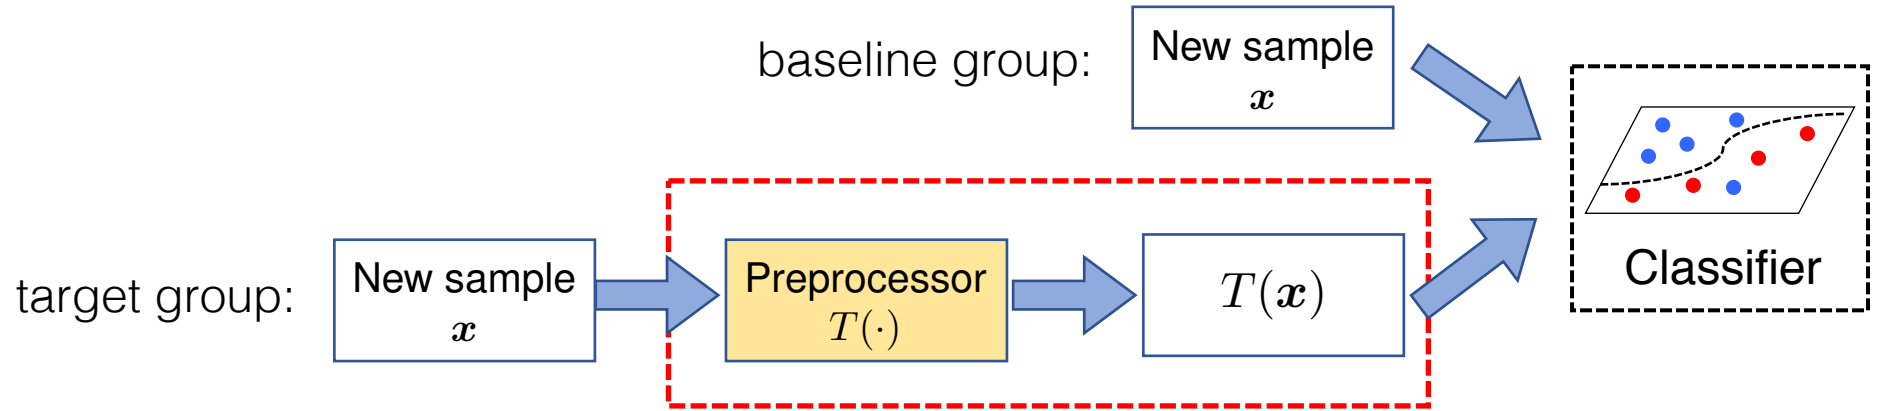 baseline group:
New sample
x
target group:
New sample
x
Preprocessor
T(·)
T(x)
Classifier